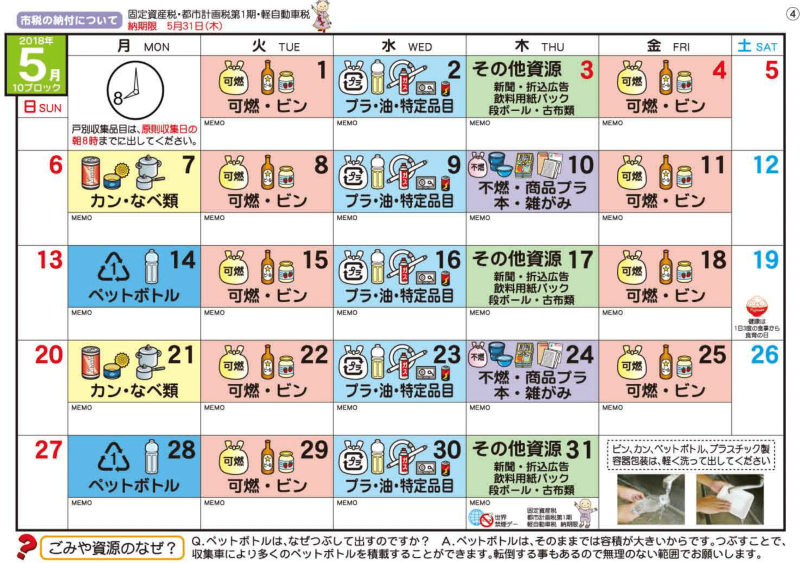 市税の納付について
固定資産税・都市計画税第1期・軽自動車税
納期限 5月31日(木)
④
2018年
5月
10ブロック
月 MON
火 TUE
水 WED
木 THU
金 FRI
土 SAT
日 SUN
8
戸別収集品目は、原則収集日の
朝8時までに出してください。
可燃
1
可燃・ビン
MEMO
2
プラ・油・特定品目
MEMO
その他資源 3
新聞・折込広告
飲料用紙パック
段ボール・古布類
MEMO
可燃
4
可燃・ビン
MEMO
5
6
7
カン・なべ類
MEMO
可燃
8
可燃・ビン
MEMO
9
プラ・油・特定品目
MEMO
不燃
10
不燃・商品プラ
本・雑がみ
MEMO
可燃
11
可燃・ビン
MEMO
12
13
1
14
ペットボトル
MEMO
可燃
15
可燃・ビン
MEMO
16
プラ・油・特定品目
MEMO
その他資源 17
新聞・折込広告
飲料用紙パック
段ボール・古布類
MEMO
可燃
18
可燃・ビン
MEMO
19
健康は
1日3度の食事から
食育の日
20
21
カン・なべ類
MEMO
可燃
22
可燃・ビン
MEMO
23
プラ・油・特定品目
MEMO
不燃
24
不燃・商品プラ
本・雑がみ
MEMO
可燃
25
可燃・ビン
MEMO
26
27
1
28
ペットボトル
MEMO
可燃
29
可燃・ビン
MEMO
30
プラ・油・特定品目
MEMO
その他資源 31
新聞・折込広告
飲料用紙パック
段ボール・古布類
MEMO
世界
禁煙デー
固定資産税
都市計画税第1期
軽自動車税 納期限
ビン、カン、ペットボトル、プラスチック製
容器包装は、軽く洗って出してください
ごみや資源のなぜ?
Q.ペットボトルは、なぜつぶして出すのですか? A.ペットボトルは、そのままでは容積が大きいからです。つぶすことで、
収集車により多くのペットボトルを積載することができます。転倒する事もあるので無理のない範囲でお願いします。